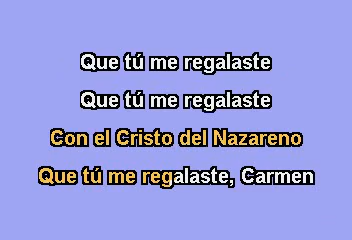 Que tú me regalaste
Que tú me regalaste
Con el Cristo del Nazareno
Que tú me regalaste, Carmen